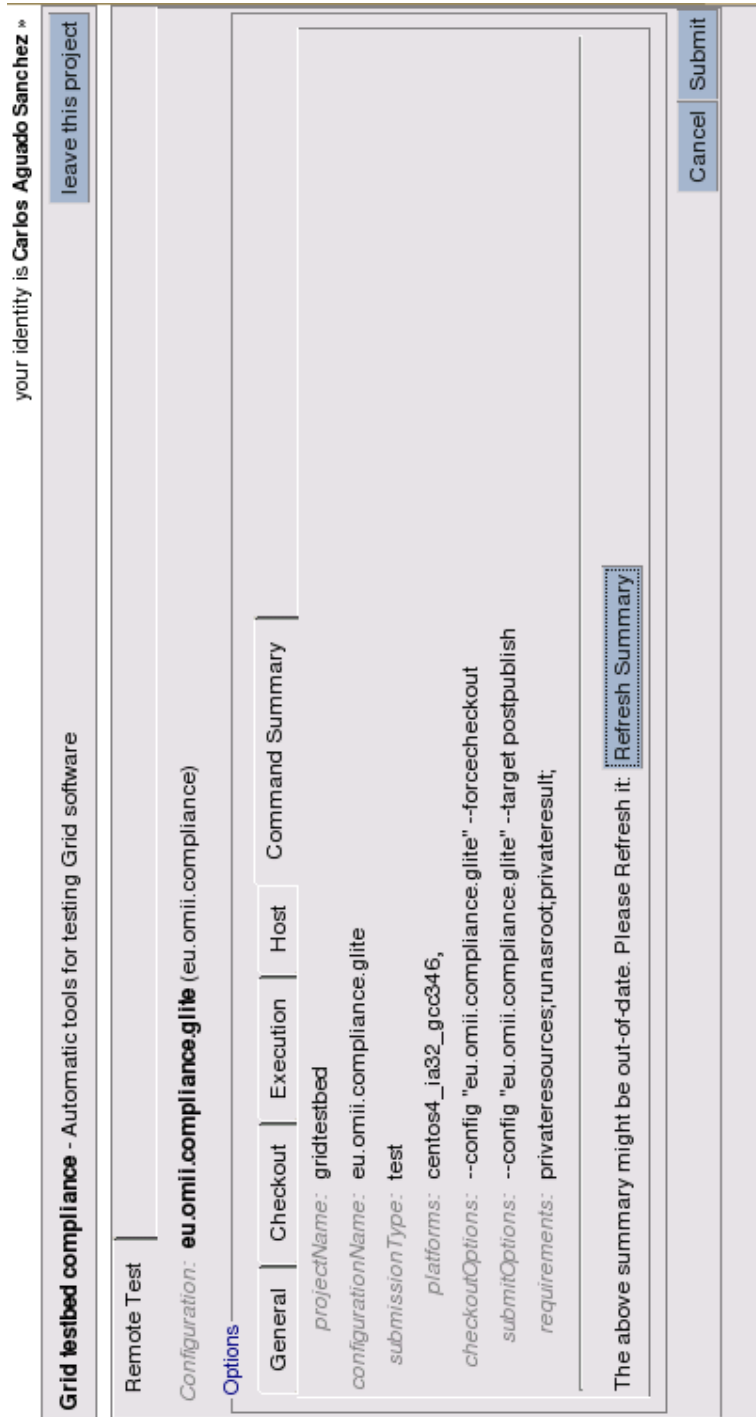 your identity is Carlos Aguado Sanchez »
Grid testbed compliance - Automatic tools for testing Grid software
leave this project
Remote Test
Configuration: eu.omii.compliance.glite (eu.omii.compliance)
Options
General Checkout Execution Host Command Summary
projectName: gridtestbed
configurationName: eu.omii.compliance.glite
submissionType: test
platforms: centos4_ia32_gcc346,
checkoutOptions: --config "eu.omii.compliance.glite" --forcecheckout
submitOptions: --config "eu.omii.compliance.glite" --target postpublish
requirements: privateresources;runasroot;privateresult;
The above summary might be out-of-date. Please Refresh it: Refresh Summary
Cancel Submit